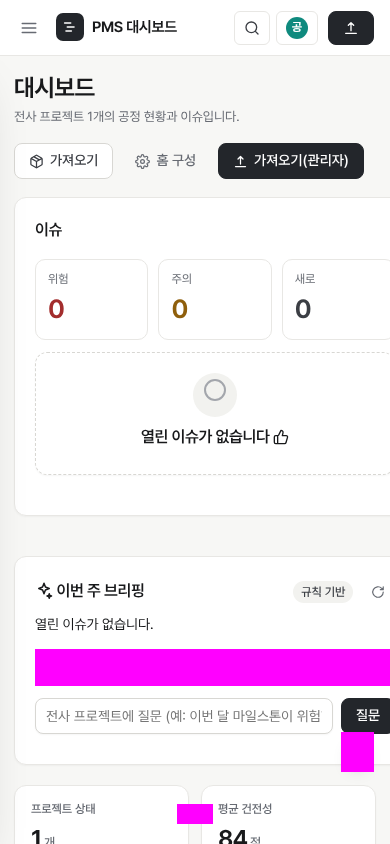 PMS 대시보드
공
대시보드
전사 프로젝트 1개의 공정 현황과 이슈입니다.
가져오기
홈 구성
가져오기(관리자)
이슈
위험
주의
새로
0
0
0
열린 이슈가 없습니다
이번 주 브리핑
규칙 기반
열린 이슈가 없습니다.
전사 프로젝트에 질문 (예: 이번 달 마일스톤이 위험
질문
프로젝트 상태
평균 건전성
1개
84점